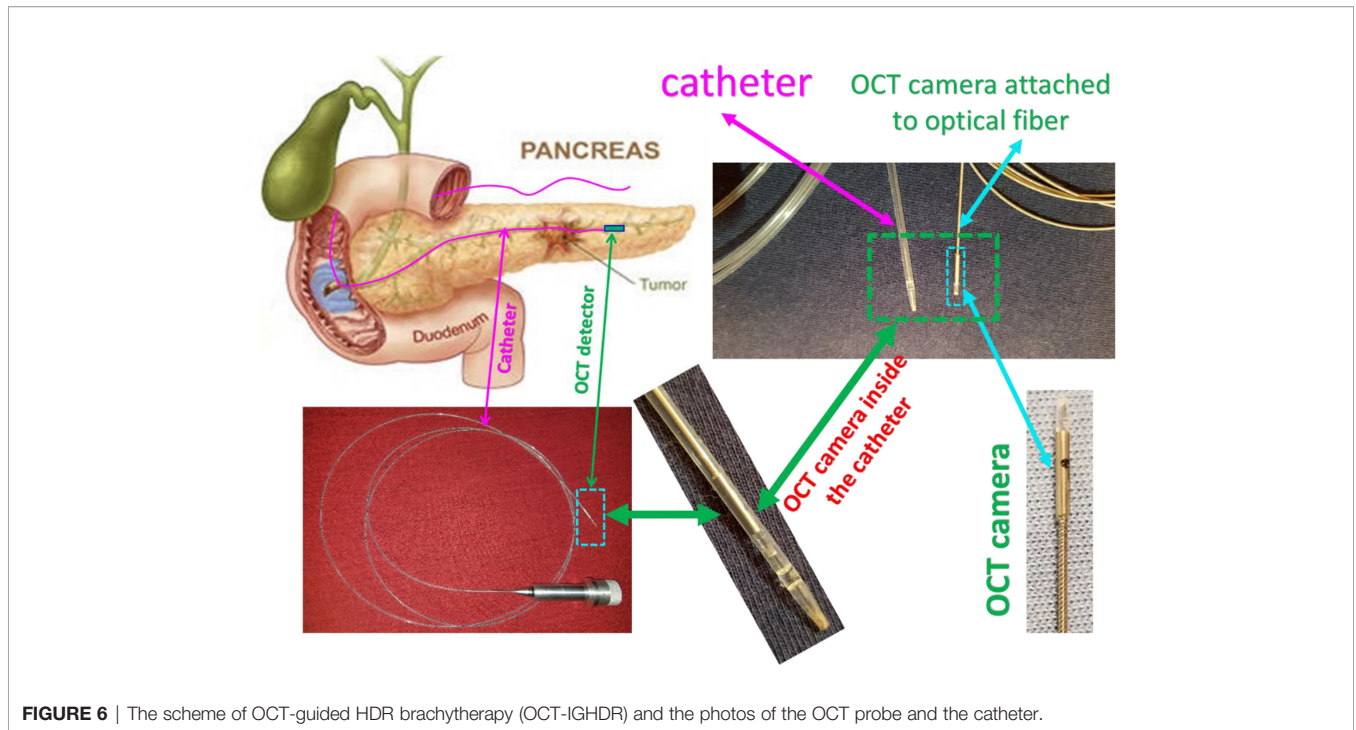 catheter
OCT camera attached
to optical fiber
PANCREAS
Tumor
Duodenum
Catheter
OCT detector
OCT camera inside
the catheter
OCT camera
FIGURE 6 | The scheme of OCT-guided HDR brachytherapy (OCT-IGHDR) and the photos of the OCT probe and the catheter.